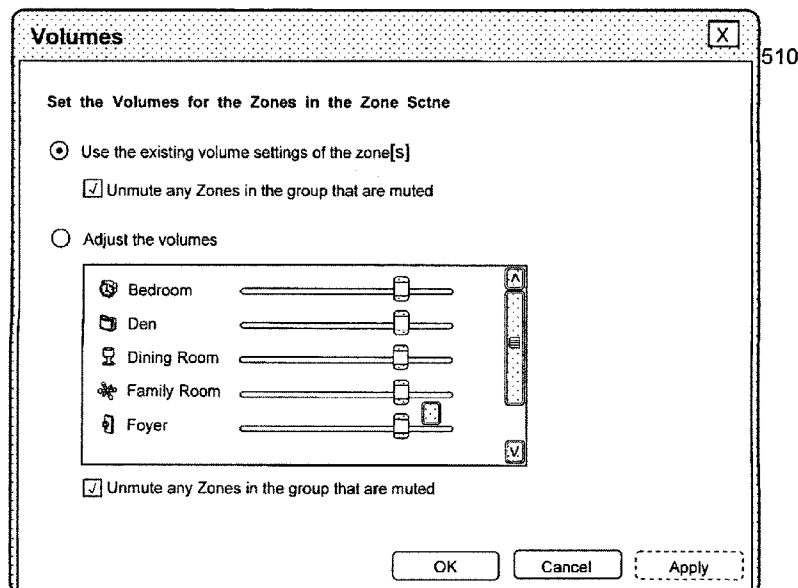 Volumes X
510
Set the Volumes for the Zones in the Zone Sctne
Use the existing volume settings of the zone[s]
Unmute any Zones in the group that are muted
Adjust the volumes
Bedroom
Den
Dining Room
Family Room
Foyer
Unmute any Zones in the group that are muted
OK Cancel Apply